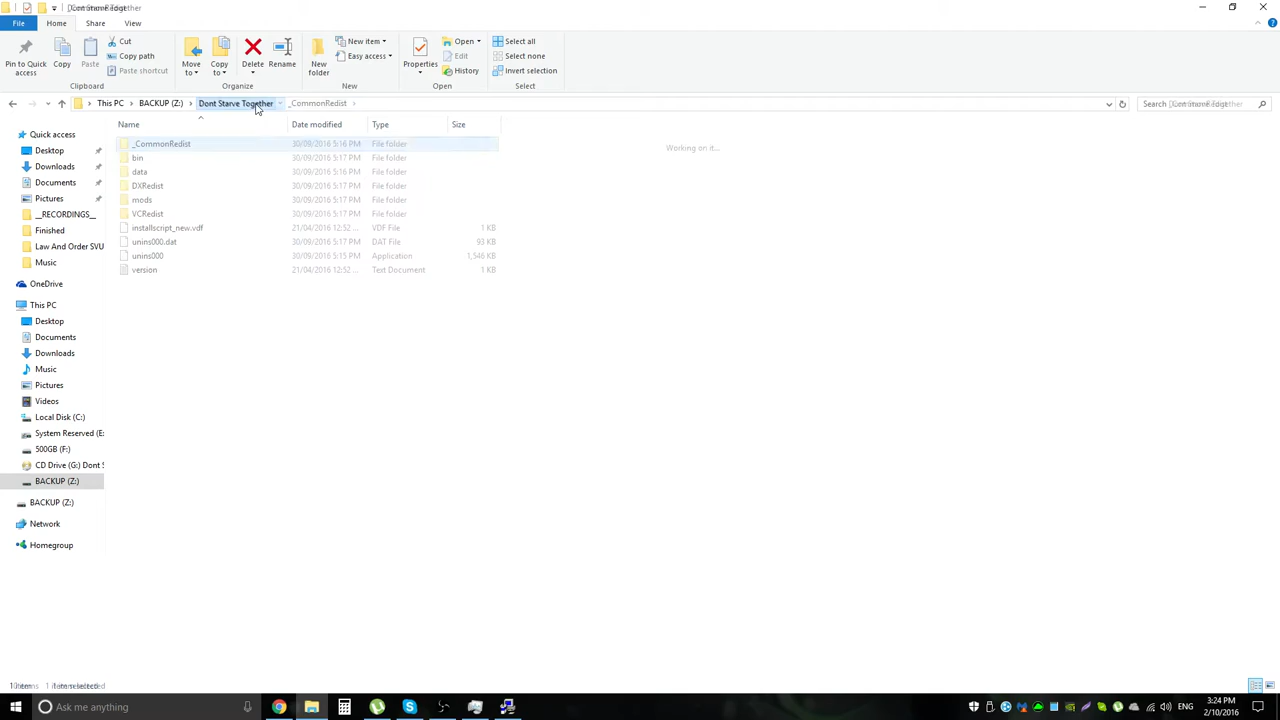 File
Home
Share
View
Pin to Quick access
Copy
Paste
Cut
Copy path
Paste shortcut
Clipboard
Move to
Copy to
Delete
Rename
Organize
New folder
New item
Easy access
New
Properties
Open
Edit
History
Open
Select all
Select none
Invert selection
Select
This PC
BACKUP (Z:)
Dont Starve Together
_CommonRedist
Search
Quick access
Desktop
Downloads
Documents
Pictures
__RECORDINGS__
Finished
Law And Order SVU
Music
OneDrive
This PC
Desktop
Documents
Downloads
Music
Pictures
Videos
Local Disk (C:)
System Reserved (E:
500GB (F:)
CD Drive (G:) Dont S
BACKUP (Z:)
BACKUP (Z:)
Network
Homegroup
Name Date modified Type Size
_CommonRedist 30/09/2016 5:16 PM File folder
bin 30/09/2016 5:17 PM File folder
data 30/09/2016 5:16 PM File folder
DXRedist 30/09/2016 5:17 PM File folder
mods 30/09/2016 5:17 PM File folder
VCRedist 30/09/2016 5:17 PM File folder
installscript_new.vdf 21/04/2016 12:52 ... VDF File 1 KB
unins000.dat 30/09/2016 5:17 PM DAT File 93 KB
unins000 30/09/2016 5:15 PM Application 1,546 KB
version 21/04/2016 12:52 ... Text Document 1 KB
Working on it...
Ask me anything
ENG
3:24 PM
2/10/2016